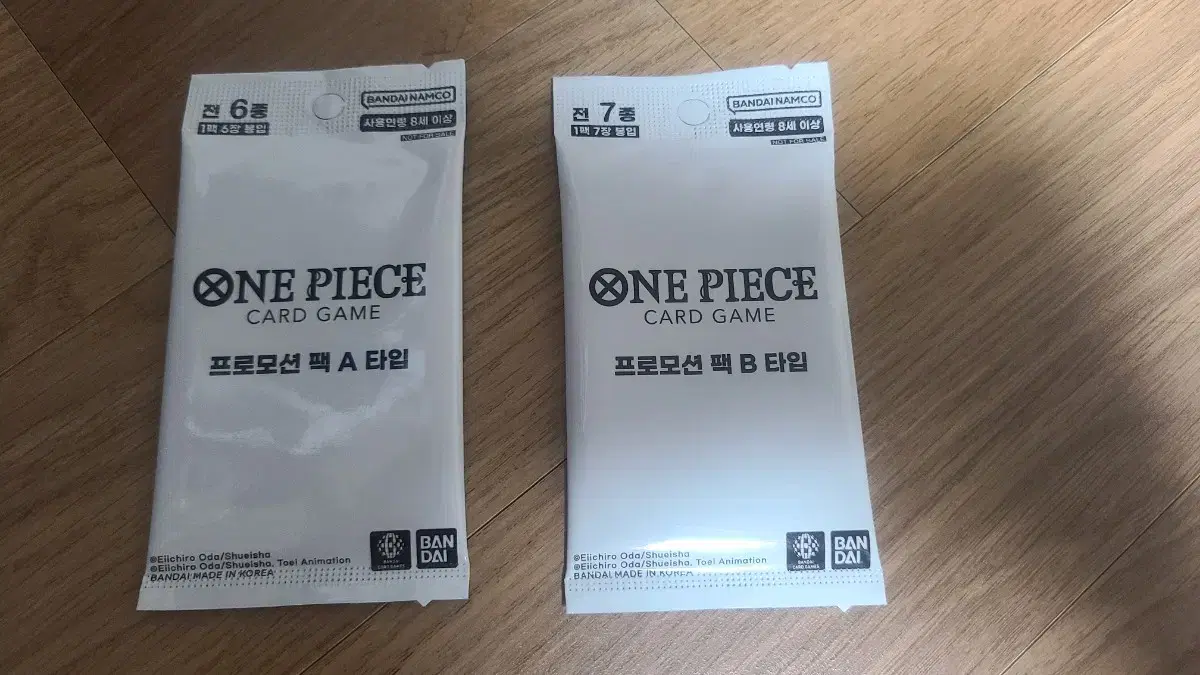 전 6종
1팩 6장 봉입
BANDAI NAMCO
사용연령 8세 이상
NOT FOR SALE
ONE PIECE
CARD GAME
프로모션 팩 A 타입
©Eiichiro Oda/Shueisha
©Eiichiro Oda/Shueisha, Toei Animation
BANDAI MADE IN KOREA
BANDAI
CARD GAMES
BAN
DAI
전 7종
1팩 7장 봉입
BANDAI NAMCO
사용연령 8세 이상
NOT FOR SALE
ONE PIECE
CARD GAME
프로모션 팩 B 타입
©Eiichiro Oda/Shueisha
©Eiichiro Oda/Shueisha, Toei Animation
BANDAI MADE IN KOREA
BANDAI
CARD GAMES
BAN
DAI